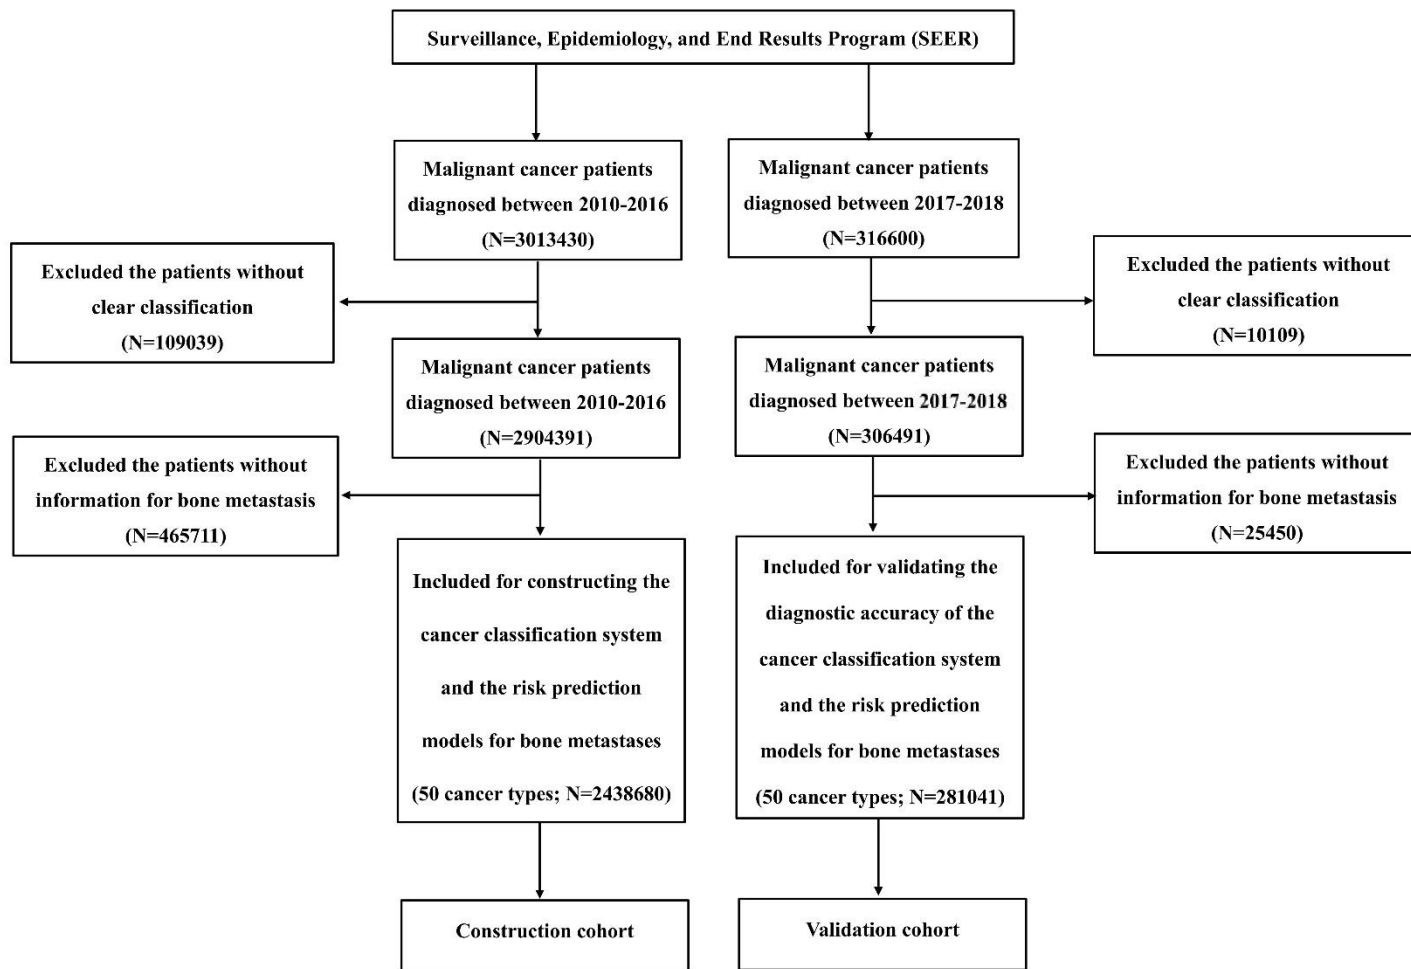 Surveillance, Epidemiology, and End Results Program (SEER)
Malignant cancer patients
diagnosed between 2010-2016
(N=3013430)
Malignant cancer patients
diagnosed between 2017-2018
(N=316600)
Excluded the patients without
clear classification
(N=109039)
Excluded the patients without
clear classification
(N=10109)
Malignant cancer patients
diagnosed between 2010-2016
(N=2904391)
Malignant cancer patients
diagnosed between 2017-2018
(N=306491)
Excluded the patients without
information for bone metastasis
(N=465711)
Excluded the patients without
information for bone metastasis
(N=25450)
Included for constructing the
cancer classification system
and the risk prediction
models for bone metastases
(50 cancer types; N=2438680)
Included for validating the
diagnostic accuracy of the
cancer classification system
and the risk prediction
models for bone metastases
(50 cancer types; N=281041)
Construction cohort
Validation cohort